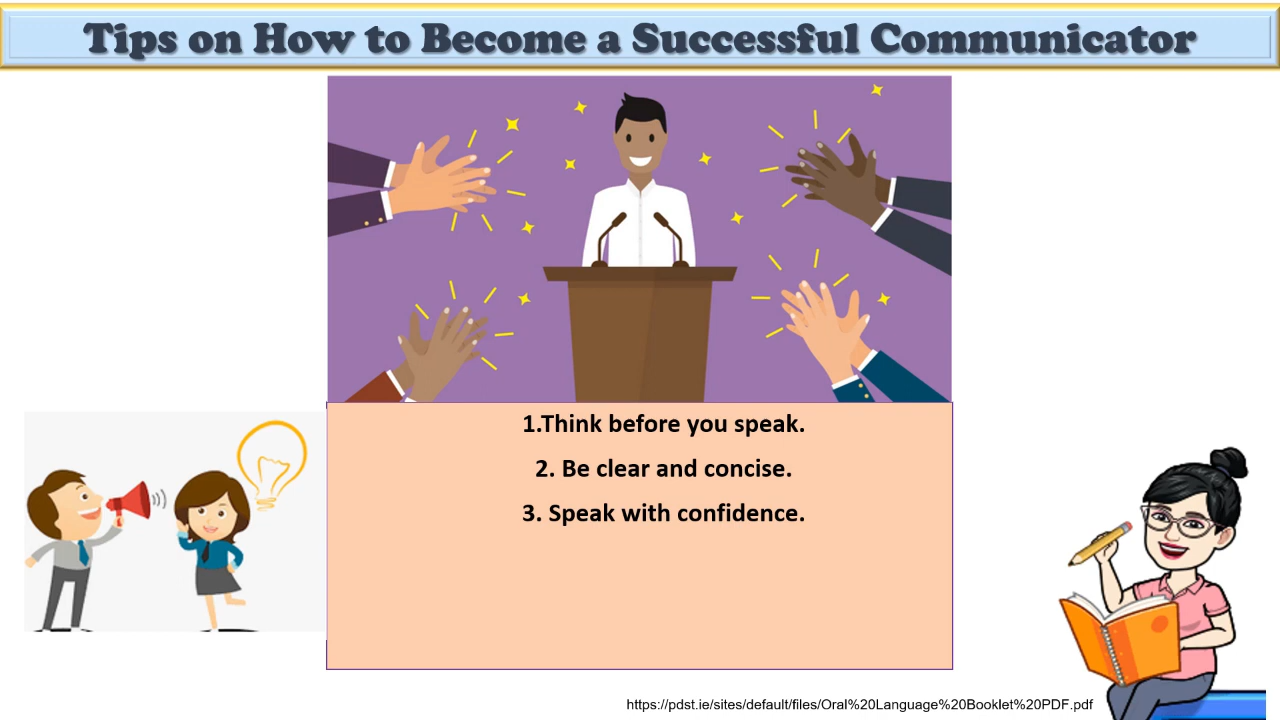 Tips on How to Become a Successful Communicator
1.Think before you speak.
2. Be clear and concise.
3. Speak with confidence.
https://pdst.ie/sites/default/files/Oral%20Language%20Booklet%20PDF.pdf